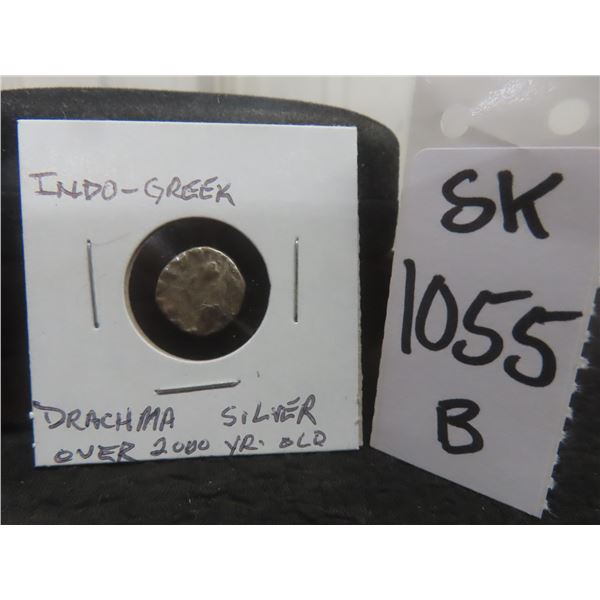 INDO-GREEK
DRACHMA SILVER
OVER 2000 YR. OLD
SK
1055
B